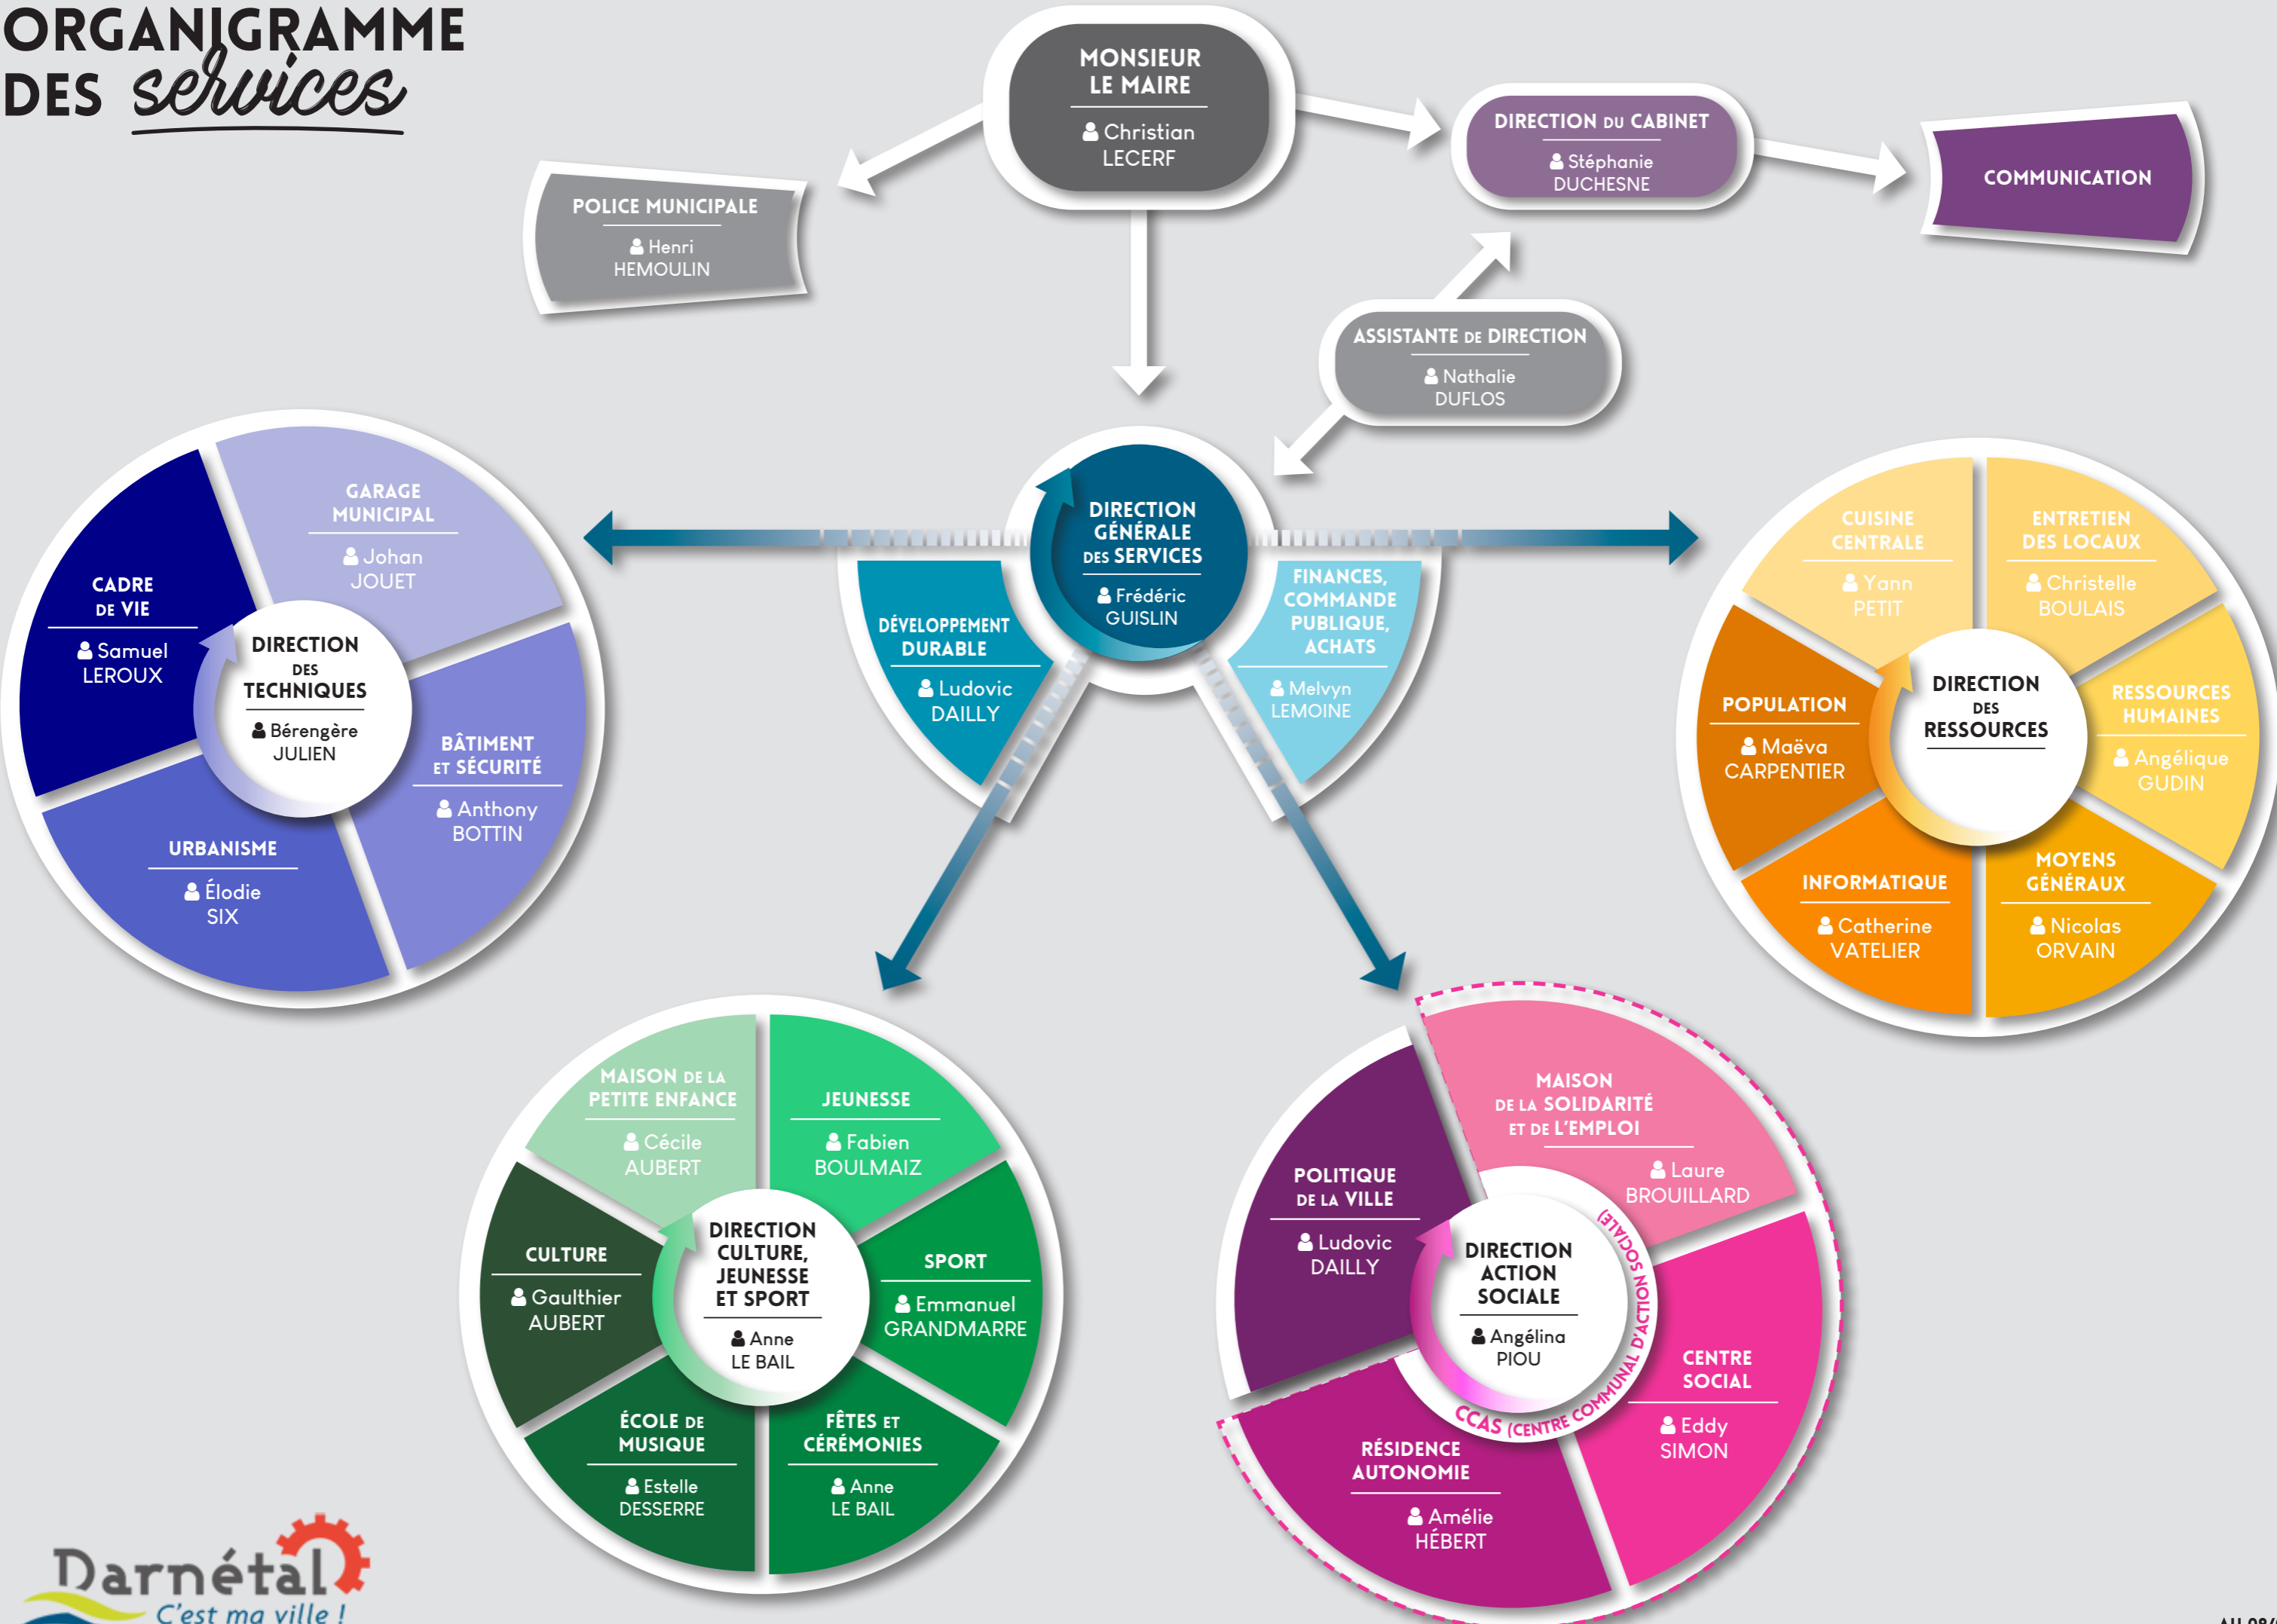 ORGANIGRAMME
DES services
MONSIEUR
LE MAIRE
Christian
LECERF
DIRECTION DU CABINET
Stéphanie
DUCHESNE
COMMUNICATION
POLICE MUNICIPALE
Henri
HEMOULIN
ASSISTANTE DE DIRECTION
Nathalie
DUFLOS
DIRECTION
GÉNÉRALE
DES SERVICES
Frédéric
GUISLIN
DÉVELOPPEMENT
DURABLE
Ludovic
DAILLY
FINANCES,
COMMANDE
PUBLIQUE,
ACHATS
Melvyn
LEMOINE
GARAGE
MUNICIPAL
Johan
JOUET
CADRE
DE VIE
Samuel
LEROUX
DIRECTION
DES
TECHNIQUES
Bérengère
JULIEN
BÂTIMENT
ET SÉCURITÉ
Anthony
BOTTIN
URBANISME
Élodie
SIX
CUISINE
CENTRALE
Yann
PETIT
ENTRETIEN
DES LOCAUX
Christelle
BOULAIS
POPULATION
Maëva
CARPENTIER
DIRECTION
DES
RESSOURCES
RESSOURCES
HUMAINES
Angélique
GUDIN
INFORMATIQUE
Catherine
VATELIER
MOYENS
GÉNÉRAUX
Nicolas
ORVAIN
MAISON DE LA
PETITE ENFANCE
Cécile
AUBERT
JEUNESSE
Fabien
BOULMAIZ
CULTURE
Gaulthier
AUBERT
DIRECTION
CULTURE,
JEUNESSE
ET SPORT
Anne
LE BAIL
SPORT
Emmanuel
GRANDMARRE
ÉCOLE DE
MUSIQUE
Estelle
DESSERRE
FÊTES ET
CÉRÉMONIES
Anne
LE BAIL
MAISON
DE LA SOLIDARITÉ
ET DE L'EMPLOI
Laure
BROUILLARD
POLITIQUE
DE LA VILLE
Ludovic
DAILLY
DIRECTION
ACTION
SOCIALE
Angélina
PIOU
CCAS (CENTRE COMMUNAL D'ACTION SOCIALE)
CENTRE
SOCIAL
Eddy
SIMON
RÉSIDENCE
AUTONOMIE
Amélie
HÉBERT
Darnétal
C'est ma ville !